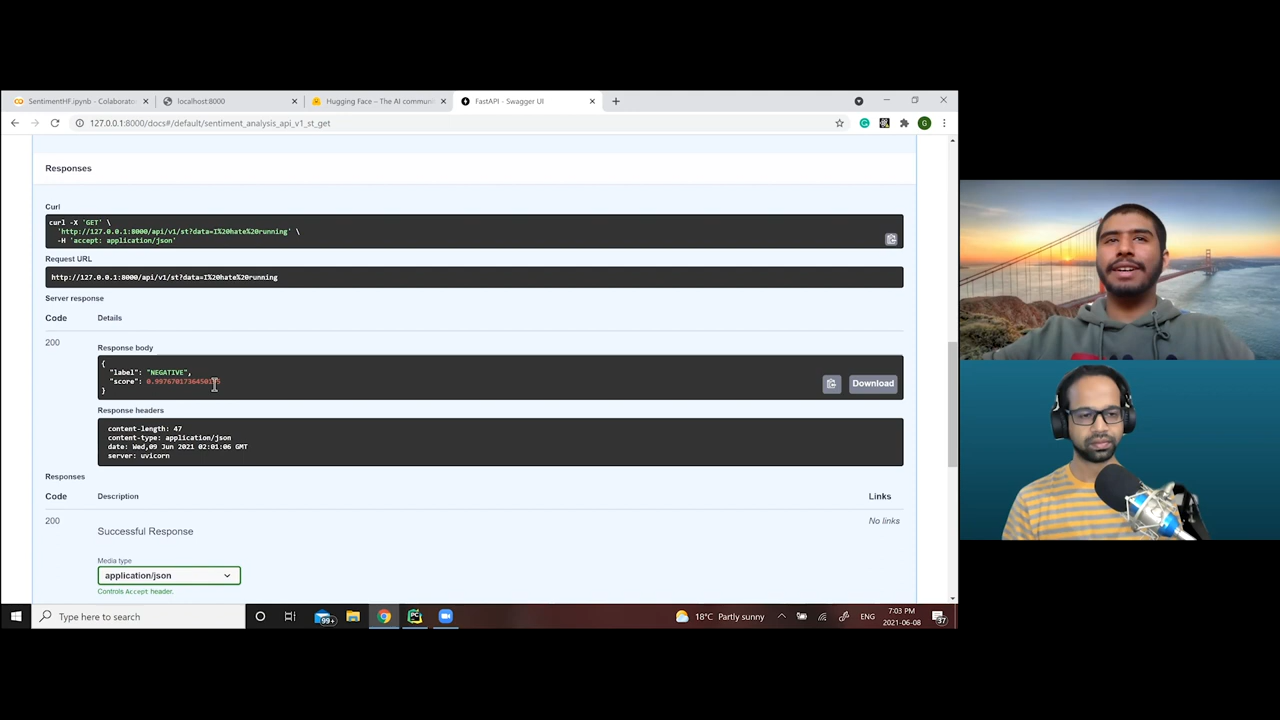 SentimentHF.ipynb - Colaborato
localhost:8000
Hugging Face – The AI communi
FastAPI - Swagger UI
127.0.0.1:8000/docs#/default/sentiment_analysis_api_v1_st_get
G
Responses
Curl
curl -X 'GET' \
'http://127.0.0.1:8000/api/v1/st?data=I%20hate%20running' \
-H 'accept: application/json'
Request URL
http://127.0.0.1:8000/api/v1/st?data=I%20hate%20running
Server response
Code Details
200
Response body
{
"label": "NEGATIVE",
"score":
}
Download
Response headers
content-length: 47
content-type: application/json
date: Wed,09 Jun 2021 02:01:06 GMT
server: uvicorn
Responses
Code Description Links
200 No links
Successful Response
Media type
application/json
Controls Accept header.
Type here to search
99+
18°C Partly sunny
ENG
7:03 PM
2021-06-08
37